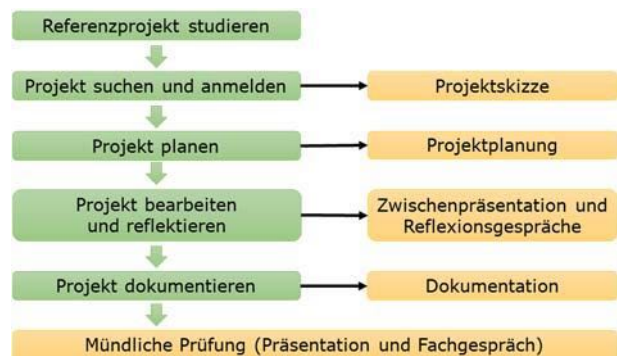 Referenzprojekt studieren
Projekt suchen und anmelden
Projektskizze
Projekt planen
Projektplanung
Projekt bearbeiten
und reflektieren
Zwischenpräsentation und
Reflexionsgespräche
Projekt dokumentieren
Dokumentation
Mündliche Prüfung (Präsentation und Fachgespräch)